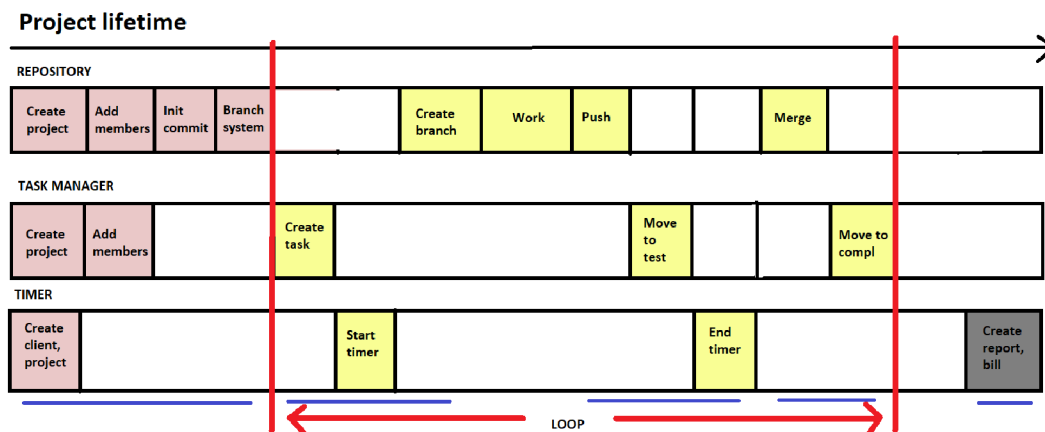 Project lifetime
REPOSITORY
Create Add Init Branch
project members commit system
Create
branch
Work
Push
Merge
TASK MANAGER
Create Add
project members
Create
task
Move
to
test
Move to
compl
TIMER
Create
client,
project
Start
timer
End
timer
Create
report,
bill
LOOP